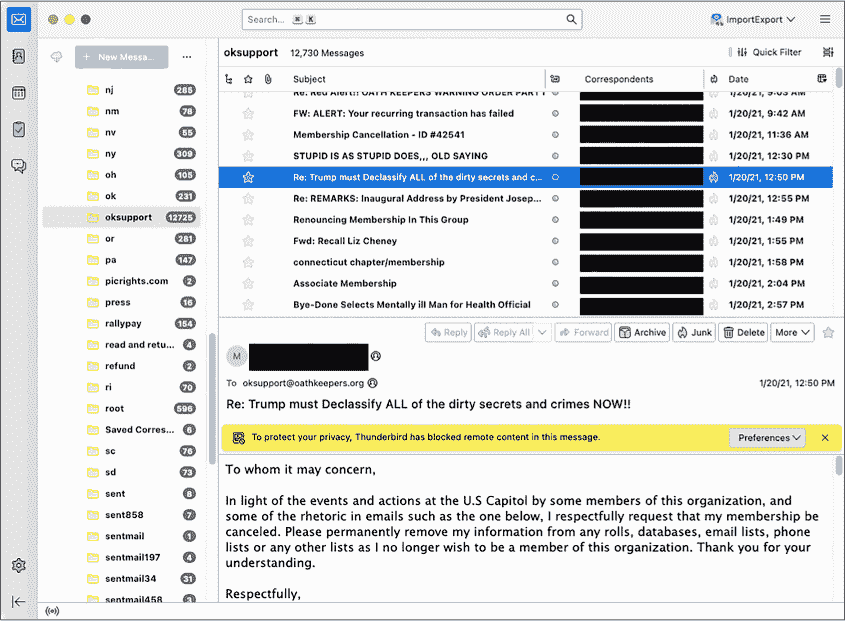 Search... ⌘ K
ImportExport
+ New Messa... ...
nj 285
nm 78
nv 55
ny 309
oh 105
ok 231
oksupport 12725
or 281
pa 147
picrights.com 2
press 16
rallypay 154
read and retu... 4
refund 2
ri 70
root 596
Saved Corres... 6
sc 76
sd 73
sent 8
sent858 7
sentmail 1
sentmail197 4
sentmail34 31
sentmail458 3
oksupport 12,730 Messages
Quick Filter
Subject Correspondents Date
Re: Red Alert!! OATH KEEPERS WARNING ORDER PART I 1/20/21, 9:03 AM
FW: ALERT: Your recurring transaction has failed 1/20/21, 9:42 AM
Membership Cancellation - ID #42541 1/20/21, 11:36 AM
STUPID IS AS STUPID DOES,,, OLD SAYING 1/20/21, 12:30 PM
Re: Trump must Declassify ALL of the dirty secrets and c... 1/20/21, 12:50 PM
Re: REMARKS: Inaugural Address by President Josep... 1/20/21, 12:55 PM
Renouncing Membership In This Group 1/20/21, 1:49 PM
Fwd: Recall Liz Cheney 1/20/21, 1:55 PM
connecticut chapter/membership 1/20/21, 1:58 PM
Associate Membership 1/20/21, 2:04 PM
Bye-Done Selects Mentally ill Man for Health Official 1/20/21, 2:57 PM
Reply Reply All Forward Archive Junk Delete More
M
To oksupport@oathkeepers.org 1/20/21, 12:50 PM
Re: Trump must Declassify ALL of the dirty secrets and crimes NOW!!
To protect your privacy, Thunderbird has blocked remote content in this message. Preferences
To whom it may concern,
In light of the events and actions at the U.S Capitol by some members of this organization, and
some of the rhetoric in emails such as the one below, I respectfully request that my membership be
canceled. Please permanently remove my information from any rolls, databases, email lists, phone
lists or any other lists as I no longer wish to be a member of this organization. Thank you for your
understanding.
Respectfully,